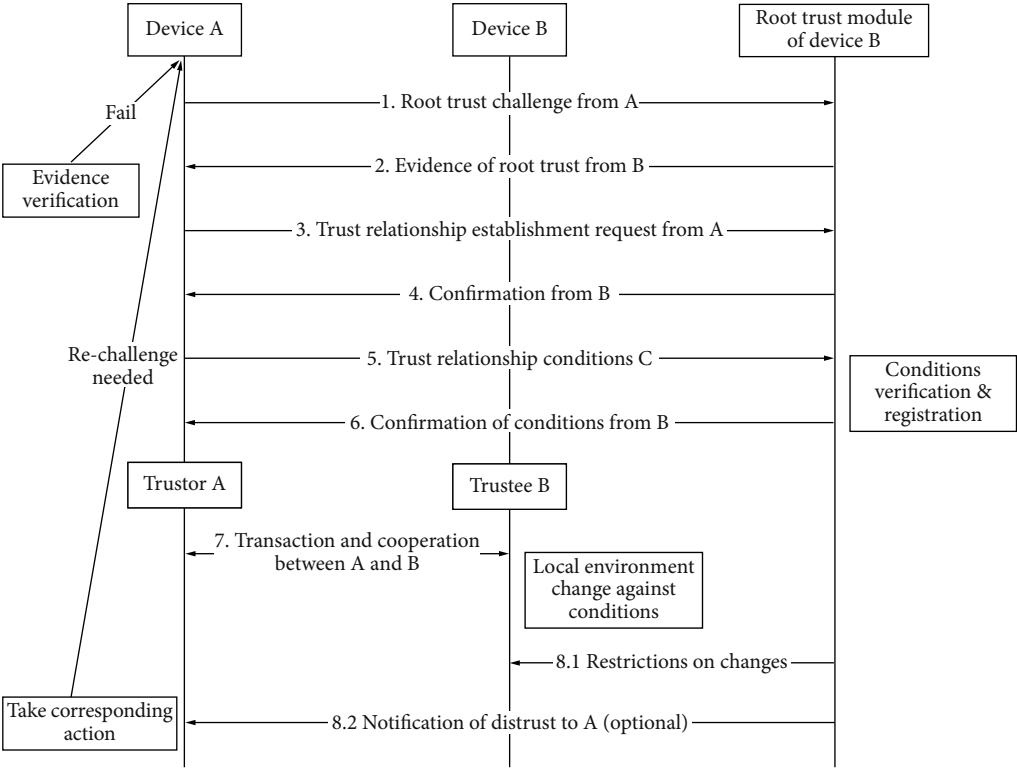 Device A
Device B
Root trust module
of device B
1. Root trust challenge from A
Fail
2. Evidence of root trust from B
Evidence
verification
3. Trust relationship establishment request from A
4. Confirmation from B
Re-challenge
needed
5. Trust relationship conditions C
Conditions
verification &
registration
6. Confirmation of conditions from B
Trustor A
Trustee B
7. Transaction and cooperation
between A and B
Local environment
change against
conditions
8.1 Restrictions on changes
Take corresponding
action
8.2 Notification of distrust to A (optional)